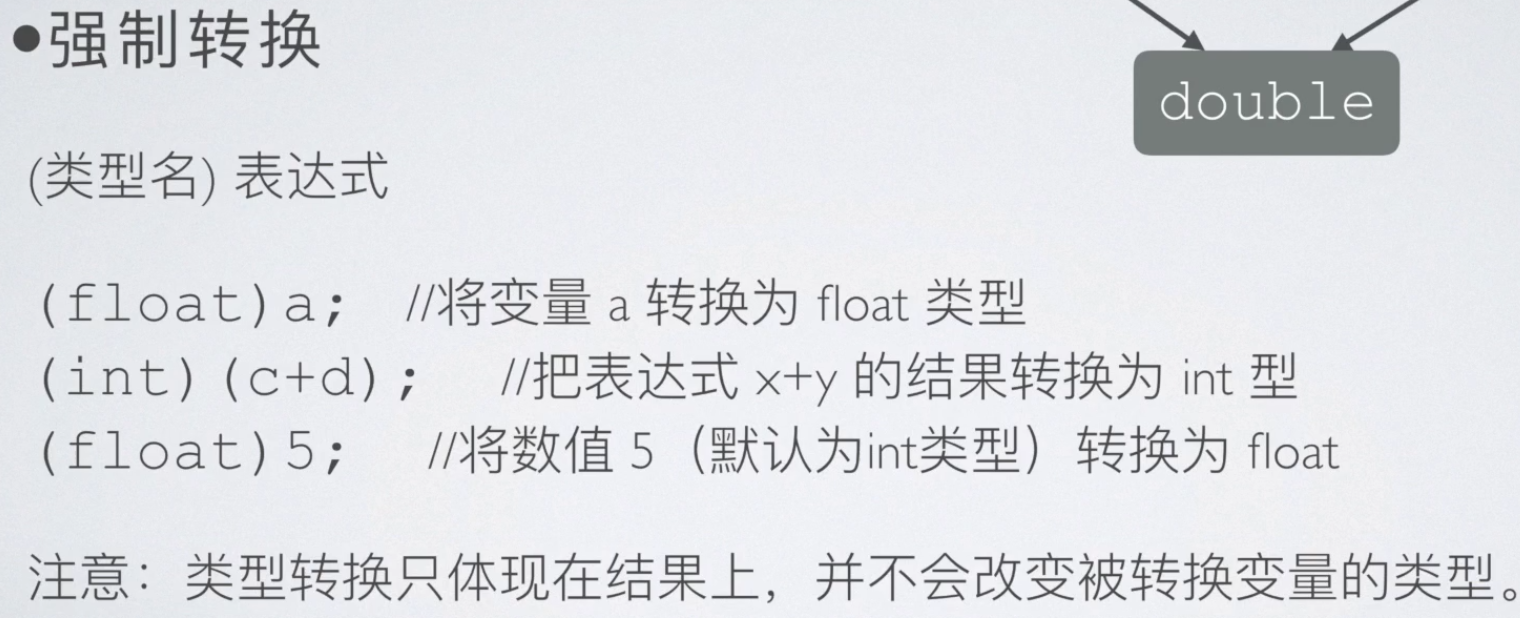 •强制转换
double
(类型名) 表达式
(float)a; //将变量 a 转换为 float 类型
(int)(c+d); //把表达式 x+y 的结果转换为 int 型
(float)5; //将数值 5（默认为int类型）转换为 float
注意：类型转换只体现在结果上，并不会改变被转换变量的类型。